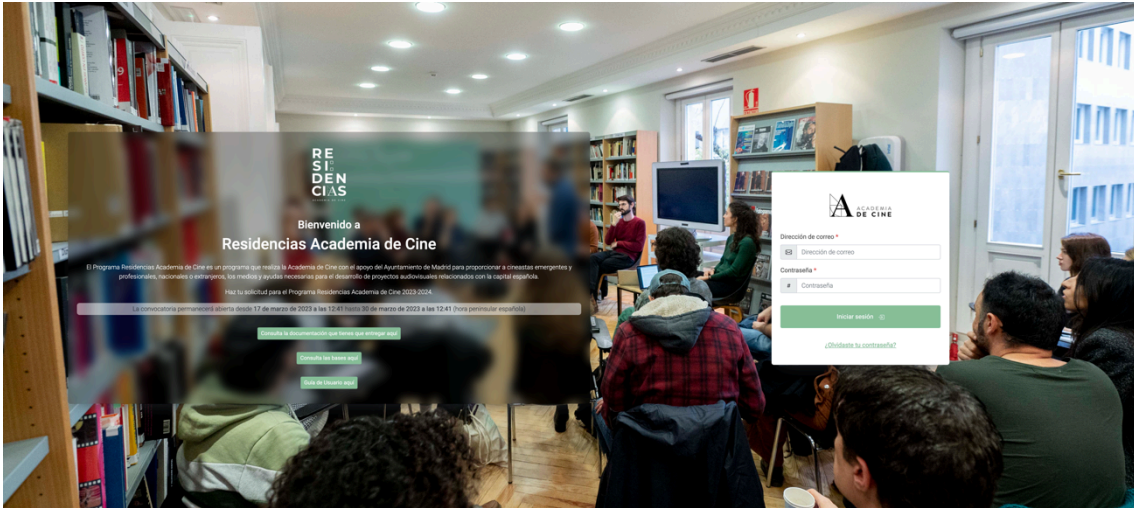 RE
SI
DEN
CIAS
ACADEMIA DE CINE
Bienvenido a
Residencias Academia de Cine
El Programa Residencias Academia de Cine es un programa que realiza la Academia de Cine con el apoyo del Ayuntamiento de Madrid para proporcionar a cineastas emergentes y
profesionales, nacionales o extranjeros, los medios y ayudas necesarias para el desarrollo de proyectos audiovisuales relacionados con la capital española.
Haz tu solicitud para el Programa Residencias Academia de Cine 2023-2024.
La convocatoria permanecerá abierta desde 17 de marzo de 2023 a las 12:41 hasta 30 de marzo de 2023 a las 12:41 (hora peninsular española)
Consulta la documentación que tienes que entregar aquí
Consulta las bases aquí
Guía de Usuario aquí
ACADEMIA
DE CINE
Dirección de correo *
Dirección de correo
Contraseña *
# Contraseña
Iniciar sesión
¿Olvidaste tu contraseña?